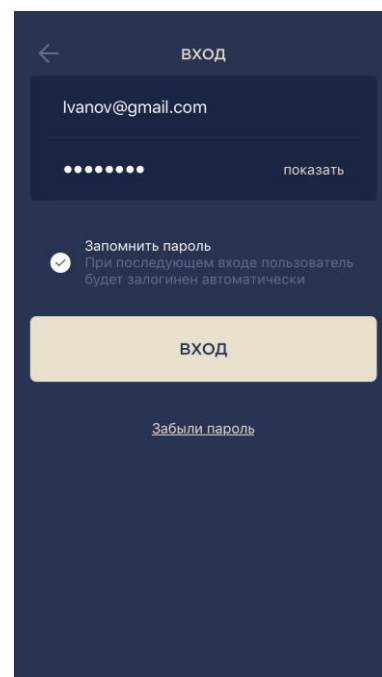 ВХОД
Ivanov@gmail.com
●●●●●●●● показать
Запомнить пароль
При последующем входе пользователь
будет залогинен автоматически
ВХОД
Забыли пароль